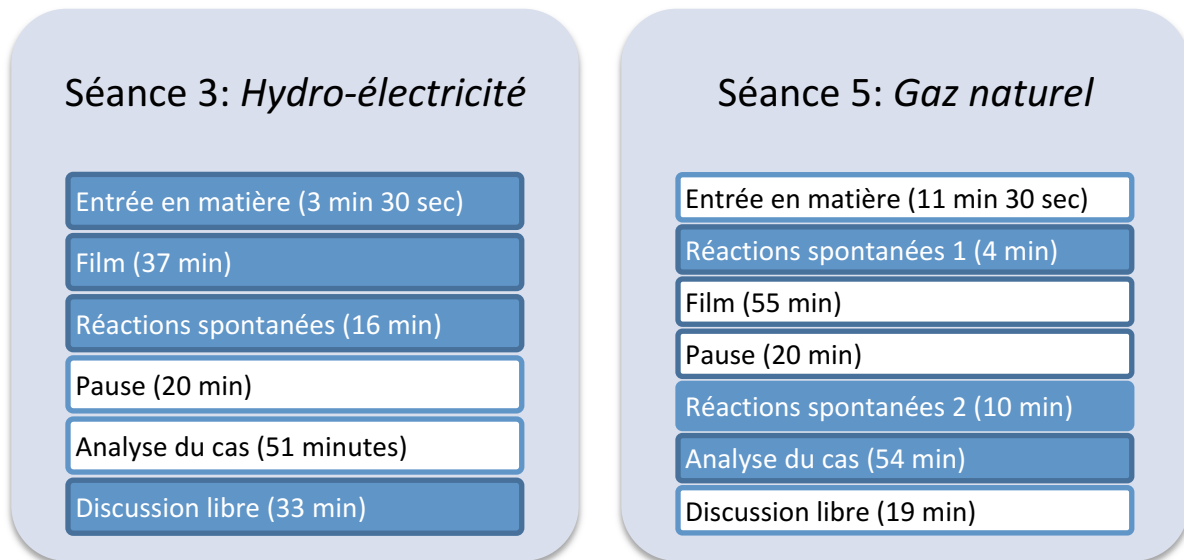 Séance 3: Hydro-électricité
Entrée en matière (3 min 30 sec)
Film (37 min)
Réactions spontanées (16 min)
Pause (20 min)
Analyse du cas (51 minutes)
Discussion libre (33 min)
Séance 5: Gaz naturel
Entrée en matière (11 min 30 sec)
Réactions spontanées 1 (4 min)
Film (55 min)
Pause (20 min)
Réactions spontanées 2 (10 min)
Analyse du cas (54 min)
Discussion libre (19 min)